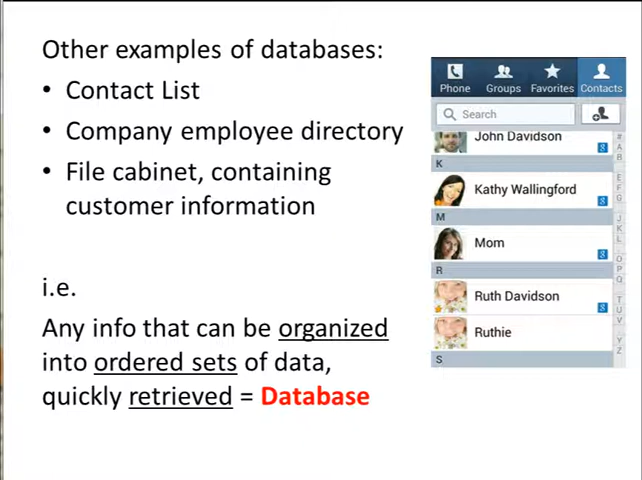 Other examples of databases:
• Contact List
• Company employee directory
• File cabinet, containing
customer information
i.e.
Any info that can be organized
into ordered sets of data,
quickly retrieved = Database
Phone Groups Favorites Contacts
Search
John Davidson
K
Kathy Wallingford
M
Mom
R
Ruth Davidson
Ruthie
S
#
A
B
E
F
G
J
K
L
O
P
Q
T
U
V
Y
Z